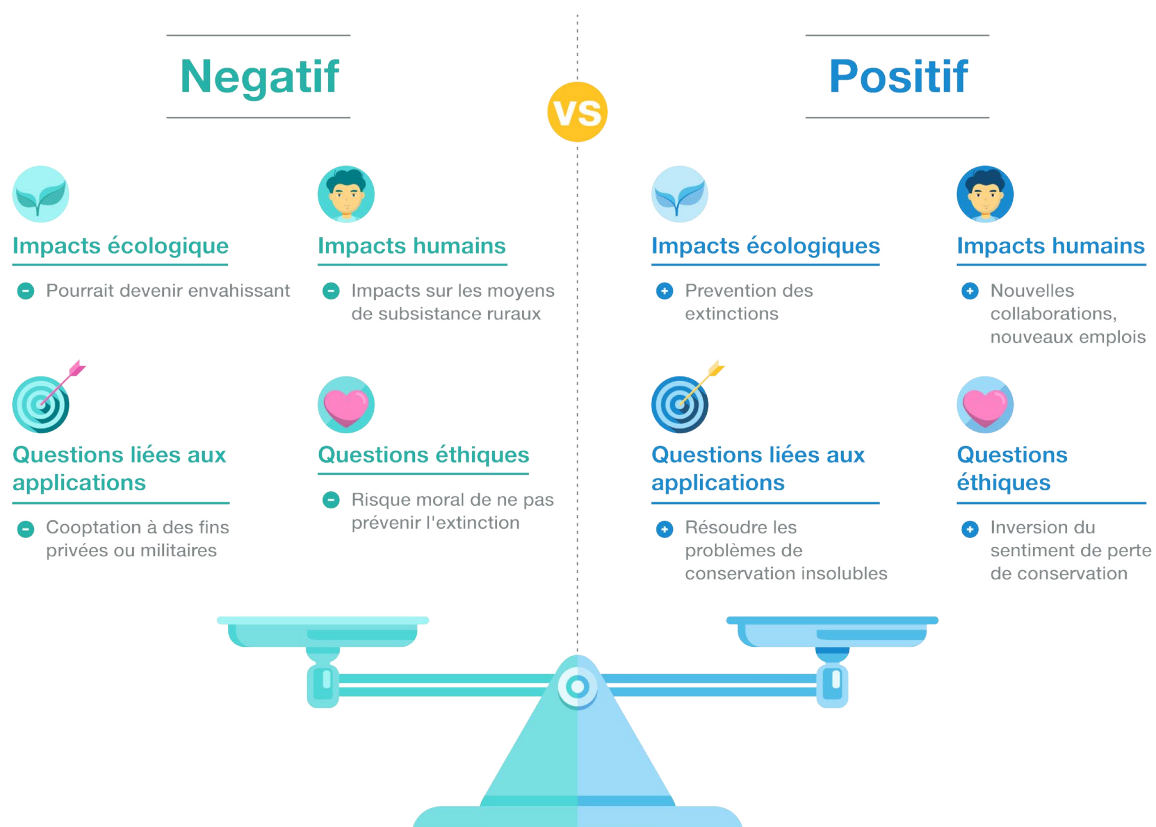 Negatif
VS
Positif
Impacts écologique
Pourrait devenir envahissant
Impacts humains
Impacts sur les moyens
de subsistance ruraux
Questions liées aux
applications
Cooptation à des fins
privées ou militaires
Questions éthiques
Risque moral de ne pas
prévenir l'extinction
Impacts écologiques
Prevention des
extinctions
Impacts humains
Nouvelles
collaborations,
nouveaux emplois
Questions liées aux
applications
Résoudre les
problèmes de
conservation insolubles
Questions
éthiques
Inversion du
sentiment de perte
de conservation